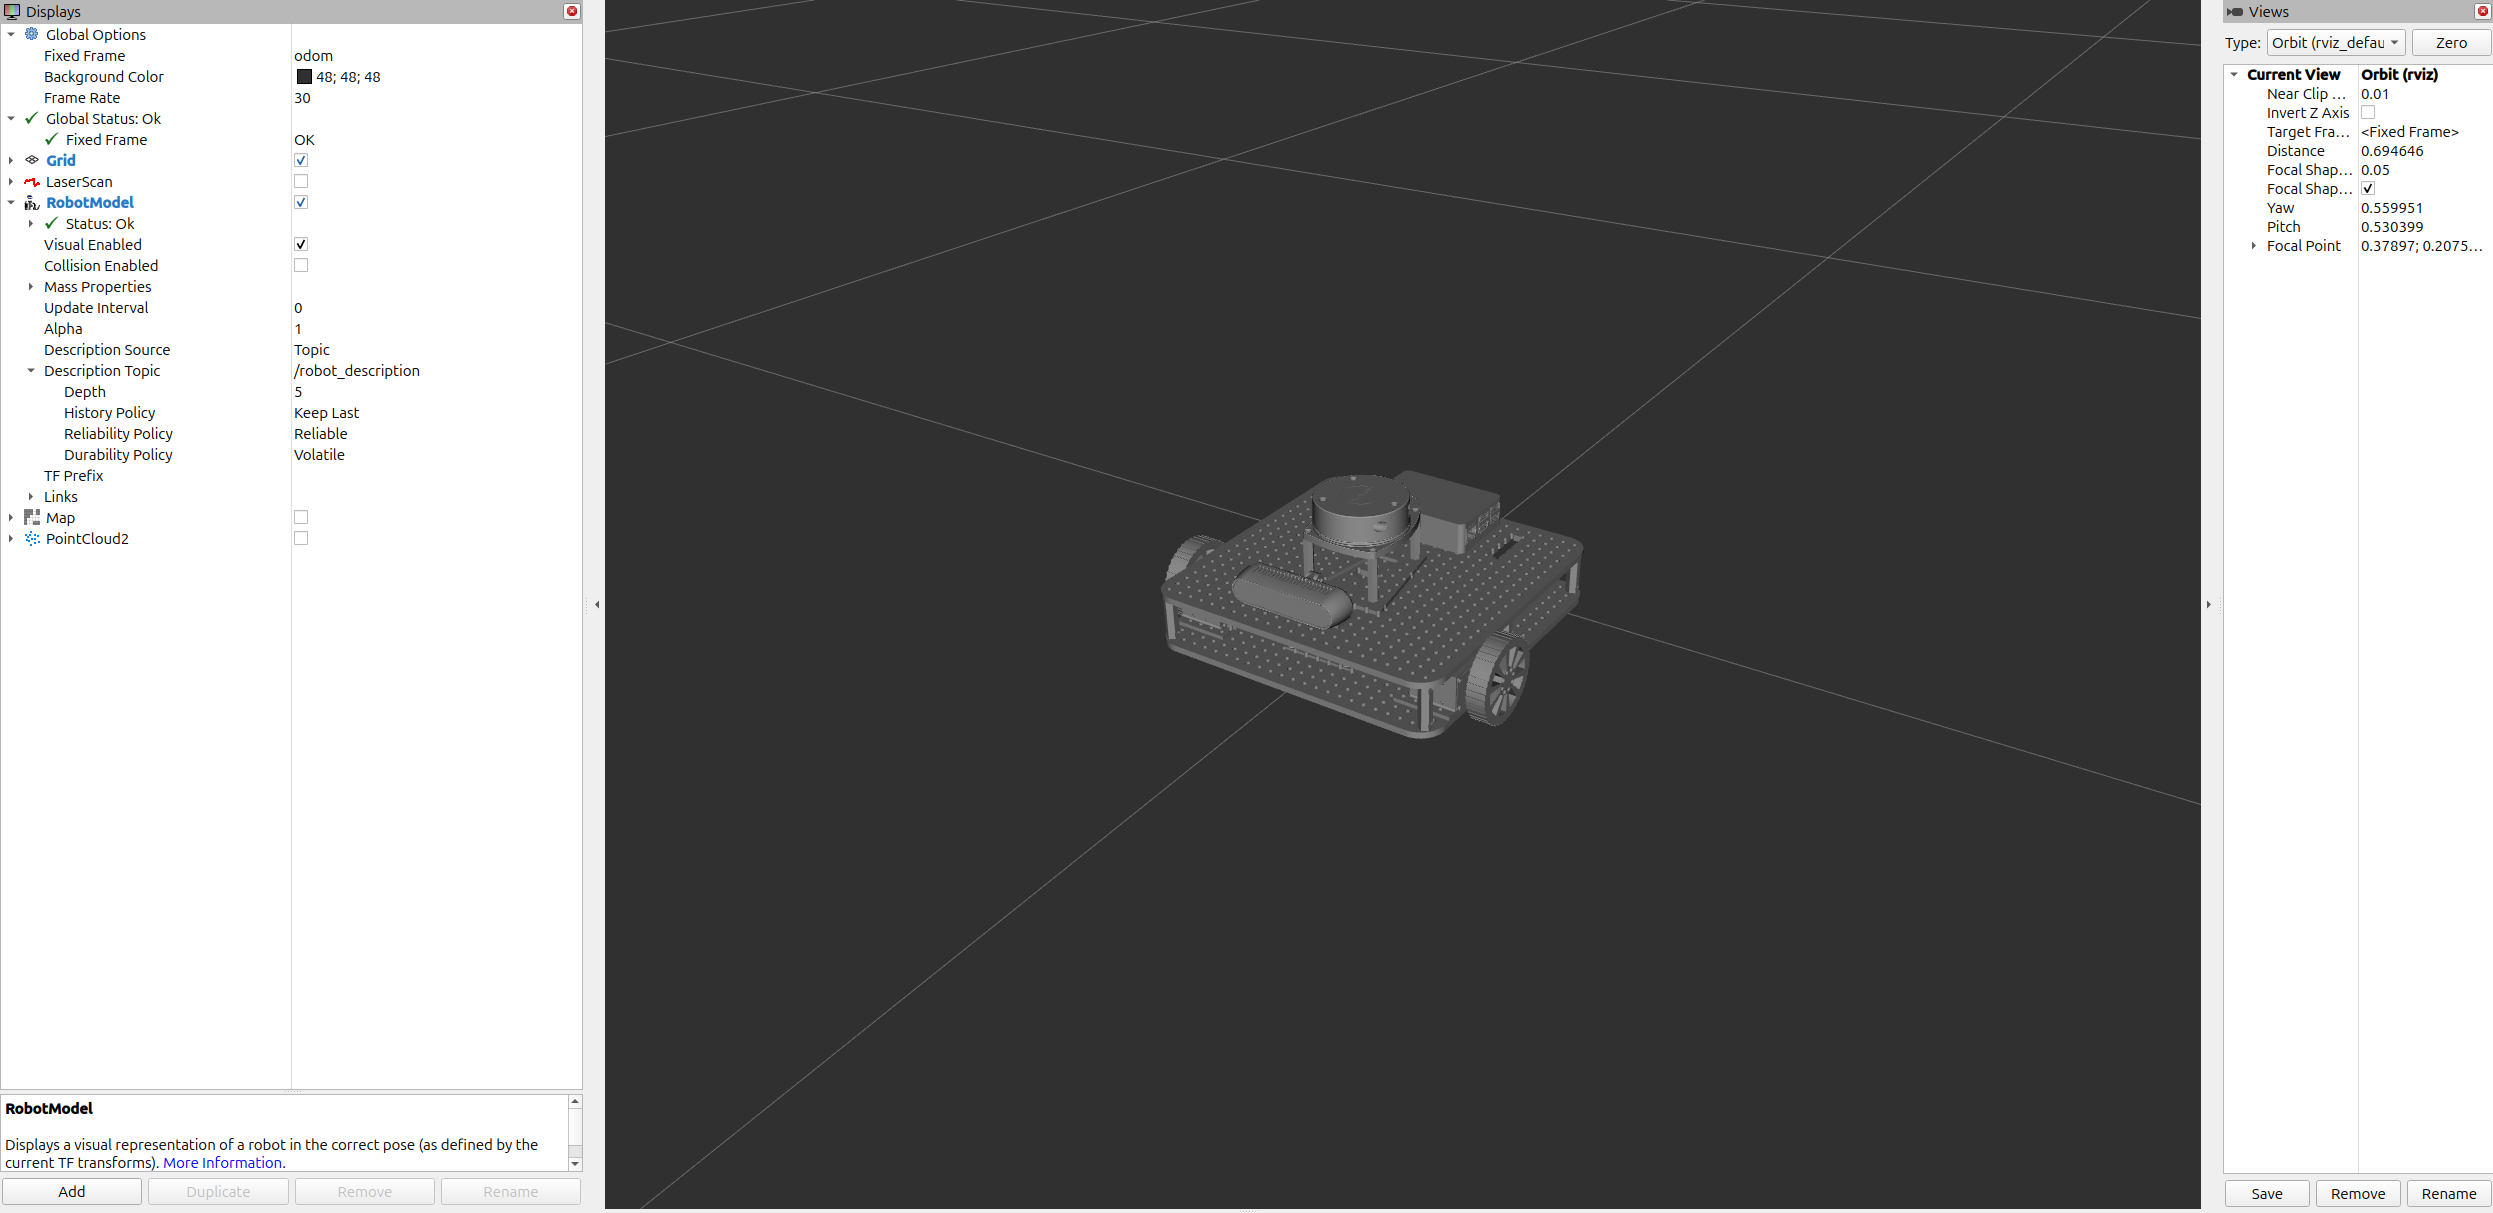 Displays
Global Options
Fixed Frame odom
Background Color 48; 48; 48
Frame Rate 30
Global Status: Ok
Fixed Frame OK
Grid
LaserScan
RobotModel
Status: Ok
Visual Enabled
Collision Enabled
Mass Properties
Update Interval 0
Alpha 1
Description Source Topic
Description Topic /robot_description
Depth 5
History Policy Keep Last
Reliability Policy Reliable
Durability Policy Volatile
TF Prefix
Links
Map
PointCloud2
RobotModel
Displays a visual representation of a robot in the correct pose (as defined by the
current TF transforms). More Information.
Add Duplicate Remove Rename
Views
Type: Orbit (rviz_defau Zero
Current View Orbit (rviz)
Near Clip ... 0.01
Invert Z Axis
Target Fra... <Fixed Frame>
Distance 0.694646
Focal Shap... 0.05
Focal Shap...
Yaw 0.559951
Pitch 0.530399
Focal Point 0.37897; 0.2075...
Save Remove Rename